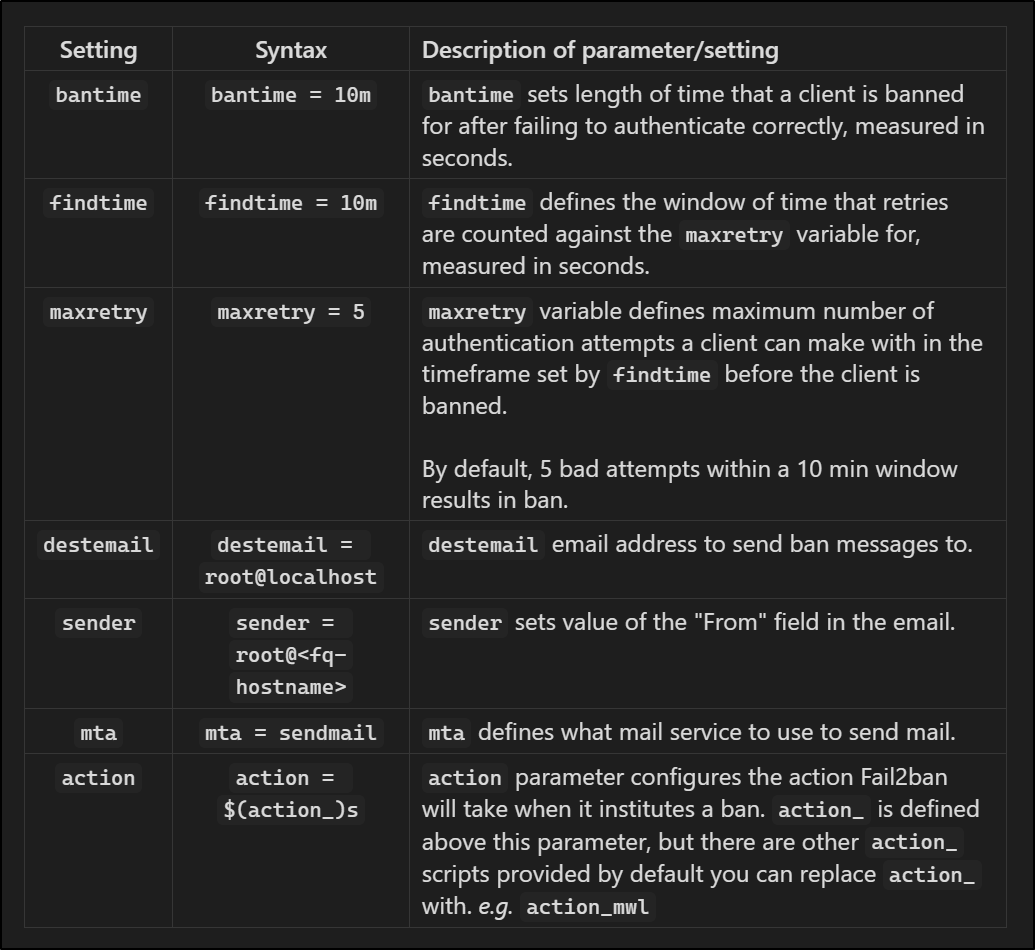 Setting Syntax Description of parameter/setting
bantime bantime = 10m bantime sets length of time that a client is banned
for after failing to authenticate correctly, measured in
seconds.
findtime findtime = 10m findtime defines the window of time that retries
are counted against the maxretry variable for,
measured in seconds.
maxretry maxretry = 5 maxretry variable defines maximum number of
authentication attempts a client can make with in the
timeframe set by findtime before the client is
banned.
By default, 5 bad attempts within a 10 min window
results in ban.
destemail destemail = destemail email address to send ban messages to.
root@localhost
sender sender = sender sets value of the "From" field in the email.
root@<fq-
hostname>
mta mta = sendmail mta defines what mail service to use to send mail.
action action = action parameter configures the action Fail2ban
$(action_)s will take when it institutes a ban. action_ is defined
above this parameter, but there are other action_
scripts provided by default you can replace action_
with. e.g. action_mwl